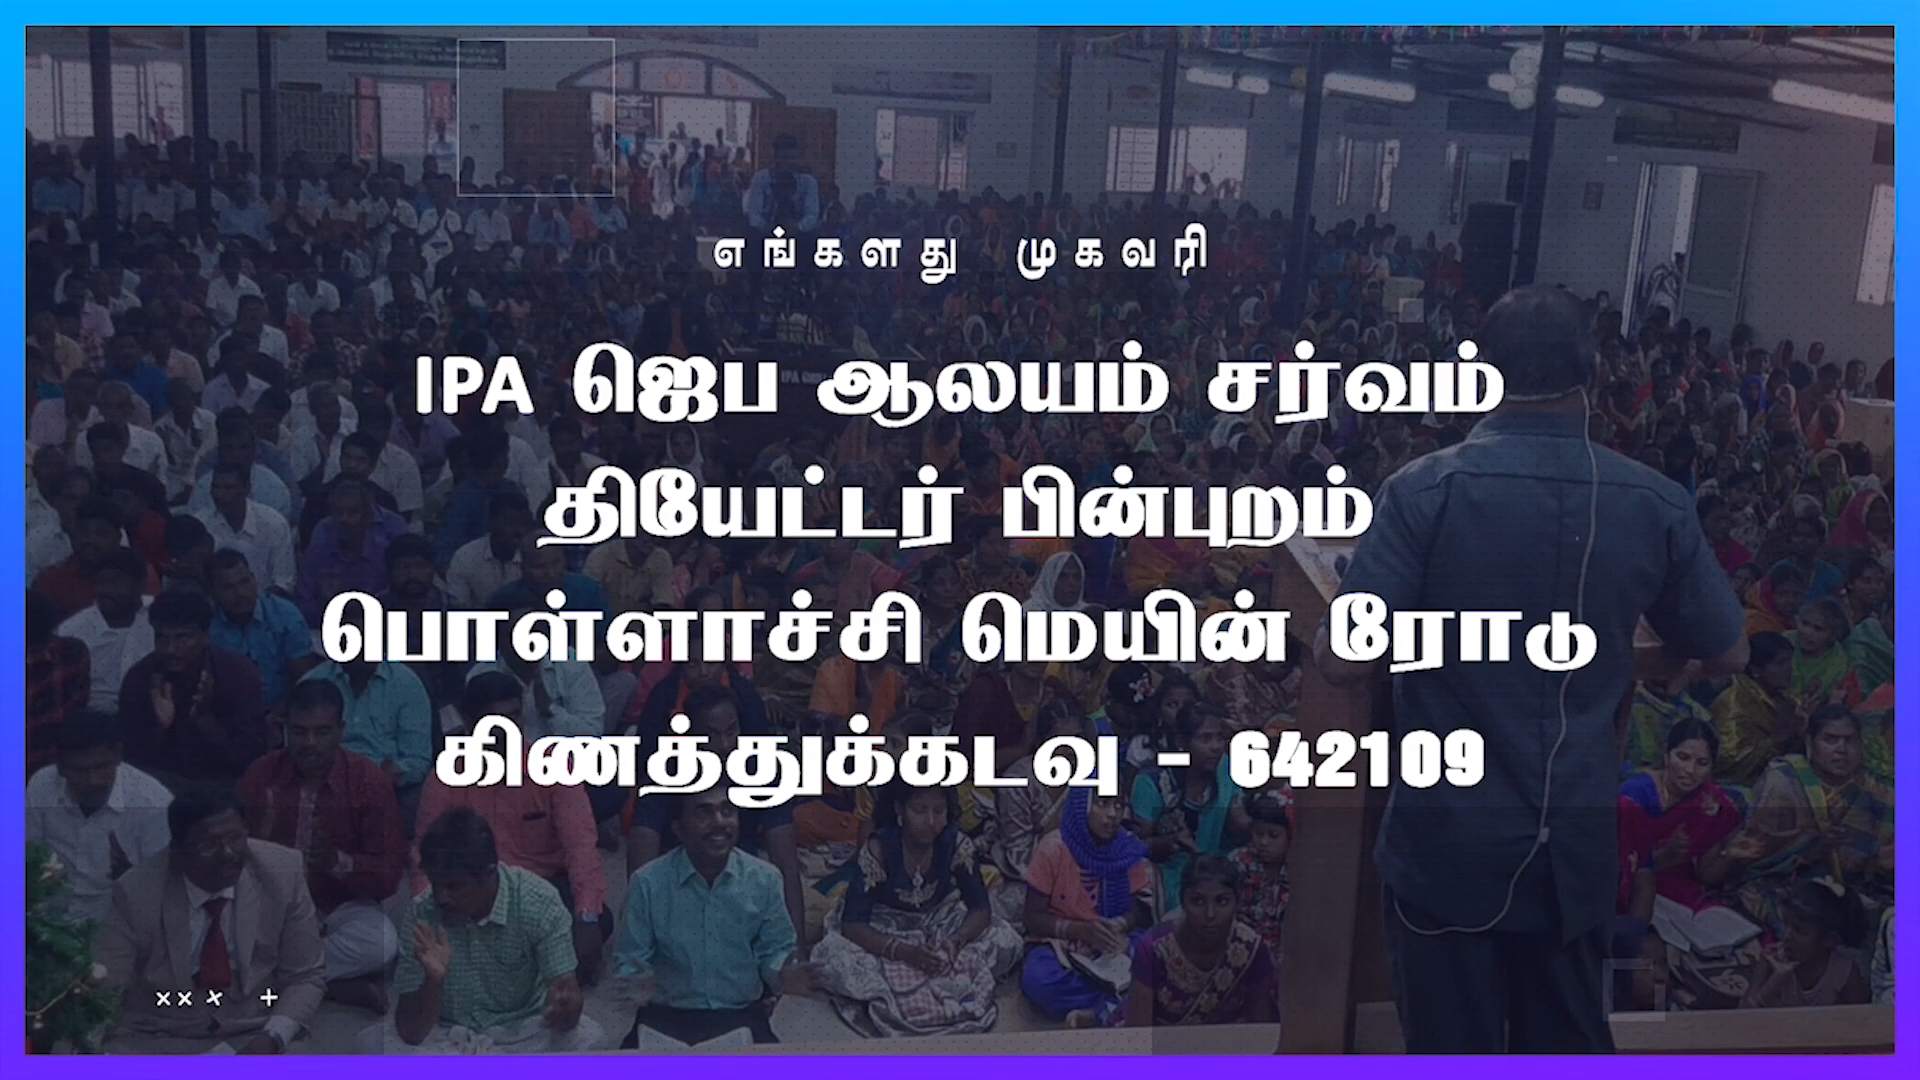 எங்களது முகவரி
IPA ஜெப ஆலயம் சர்வம்
தியேட்டர் பின்புறம்
பொள்ளாச்சி மெயின் ரோடு
கிணத்துக்கடவு - 642109